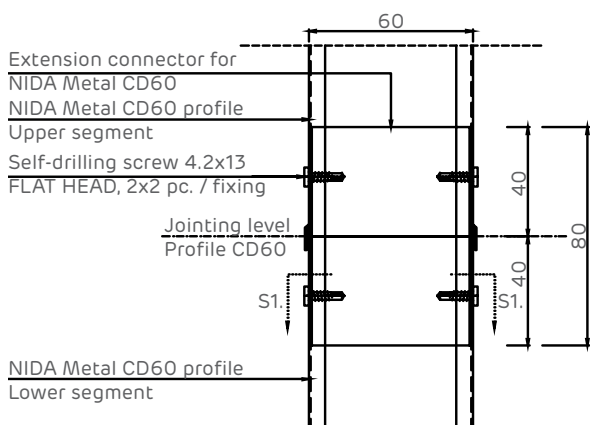 60
Extension connector for
NIDA Metal CD60
NIDA Metal CD60 profile
Upper segment
Self-drilling screw 4.2x13
FLAT HEAD, 2x2 pc. / fixing
40
80
Jointing level
Profile CD60
40
S1.
S1.
NIDA Metal CD60 profile
Lower segment